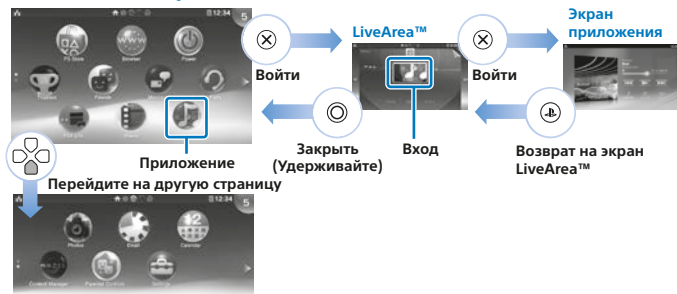 12:34
5
PS Store
Browser
Power
Trophies
Friends
Party
Приложение
Войти
LiveArea™
Закрыть
(Удерживайте)
Вход
Войти
Экран
приложения
Возврат на экран
LiveArea™
Перейдите на другую страницу
12:34
5
Photos
Email
12
Calendar
Content Manager
Parental Controls
Settings